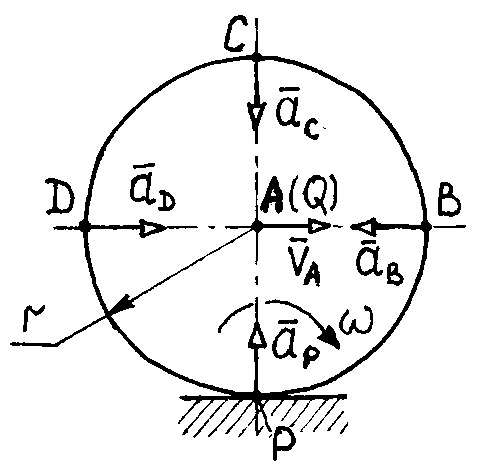 C
ā_C
D ā_D A(Q) B
V̄_A ā_B
r ω
ā_P
P